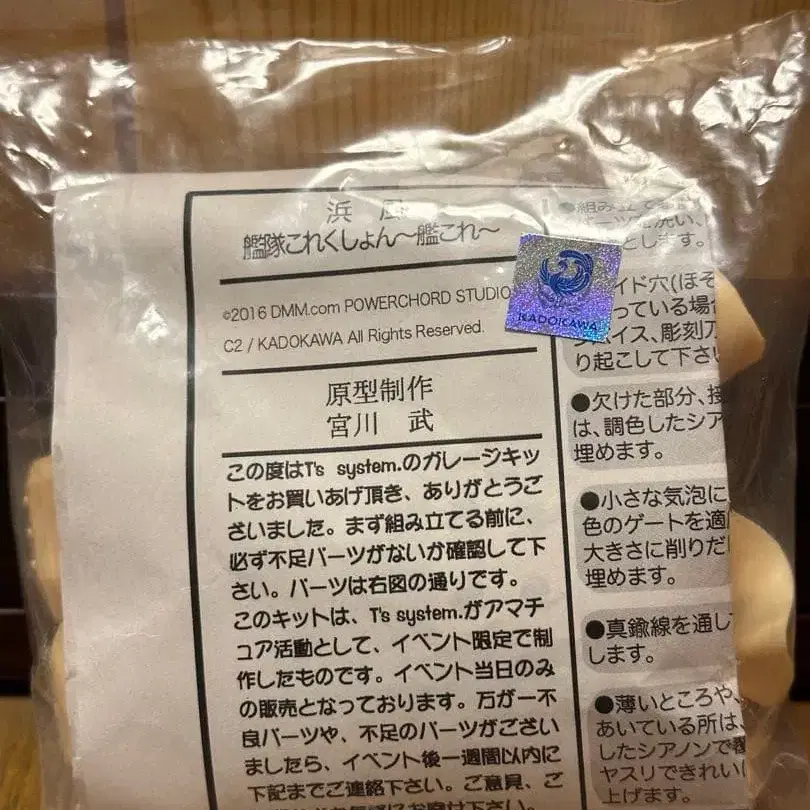 浜 風
艦隊これくしょん～艦これ～
©2016 DMM.com POWERCHORD STUDIO
C2 / KADOKAWA All Rights Reserved.
原型制作
宮川 武
この度はT's system.のガレージキッ
トをお買いあげ頂き、ありがとうご
ざいました。まず組み立てる前に、
必ず不足パーツがないか確認して下
さい。パーツは右図の通りです。
このキットは、T's system.がアマチ
ュア活動として、イベント限定で制
作したものです。イベント当日のみ
の販売となっております。万が一不
良パーツや、不足のパーツがござい
ましたら、イベント後一週間以内に
下記までご連絡下さい。ご意見、ご
KADOKAWA
●組み立てる
とします。
イド穴(ほそ
っている場合
イス、彫刻刀
り起こして下さい
●欠けた部分、接
は、調色したシア
埋めます。
●小さな気泡に
色のゲートを適
大きさに削りだ
埋めます。
●真鍮線を通し
します。
●薄いところや、
あいている所は、
したシアノンで
ヤスリできれいに
上げます。